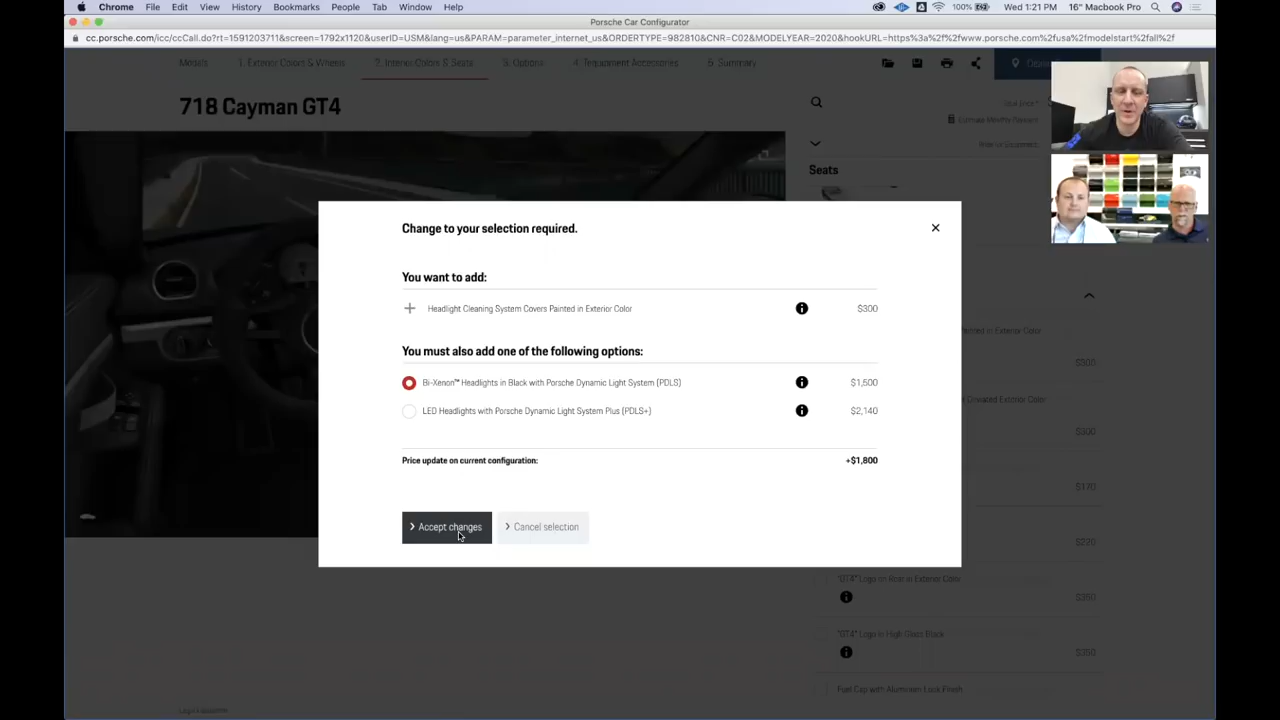 Chrome File Edit View History Bookmarks People Tab Window Help 100% Wed 1:21 PM 16" Macbook Pro
Porsche Car Configurator
cc.porsche.com/icc/ccCall.do?rt=1591203711&screen=1792x1120&userID=USM&lang=us&PARAM=parameter_internet_us&ORDERTYPE=982810&CNR=C02&MODELYEAR=2020&hookURL=https%3a%2f%2fwww.porsche.com%2fusa%2fmodelstart%2fall%2f
Models 1. Exterior Colors & Wheels 2. Interior Colors & Seats 3. Options 4. Tequipment Accessories 5. Summary
718 Cayman GT4
Seats
Change to your selection required.
You want to add:
Headlight Cleaning System Covers Painted in Exterior Color $300
You must also add one of the following options:
Bi-Xenon™ Headlights in Black with Porsche Dynamic Light System (PDLS) $1,500
LED Headlights with Porsche Dynamic Light System Plus (PDLS+) $2,140
Price update on current configuration: +$1,800
Accept changes Cancel selection
$300
$300
$170
"GT4" Logo on Rear in Exterior Color
$350
"GT4" Logo in High Gloss Black
$350
Fuel Cap with Aluminum Look Finish